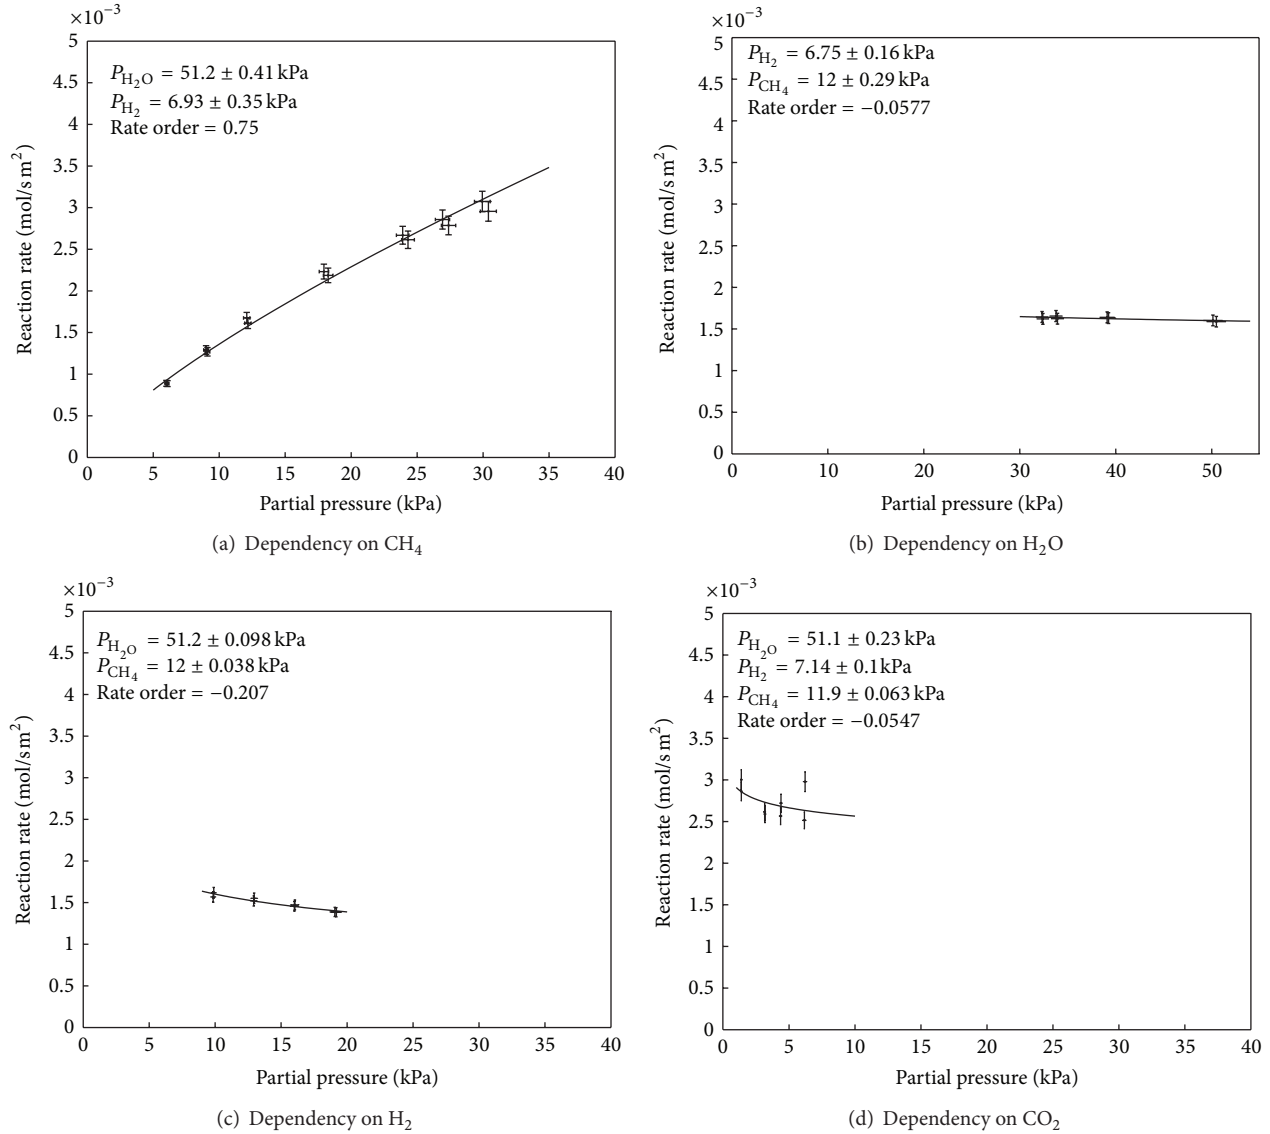 ×10⁻³
5
4.5
4
3.5
3
2.5
2
1.5
1
0.5
0
Reaction rate (mol/s m²)
P_H₂O = 51.2 ± 0.41 kPa
P_H₂ = 6.93 ± 0.35 kPa
Rate order = 0.75
0 5 10 15 20 25 30 35 40
Partial pressure (kPa)
(a) Dependency on CH₄
×10⁻³
5
4.5
4
3.5
3
2.5
2
1.5
1
0.5
0
Reaction rate (mol/s m²)
P_H₂ = 6.75 ± 0.16 kPa
P_CH₄ = 12 ± 0.29 kPa
Rate order = −0.0577
0 10 20 30 40 50
Partial pressure (kPa)
(b) Dependency on H₂O
×10⁻³
5
4.5
4
3.5
3
2.5
2
1.5
1
0.5
0
Reaction rate (mol/s m²)
P_H₂O = 51.2 ± 0.098 kPa
P_CH₄ = 12 ± 0.038 kPa
Rate order = −0.207
0 5 10 15 20 25 30 35 40
Partial pressure (kPa)
(c) Dependency on H₂
×10⁻³
5
4.5
4
3.5
3
2.5
2
1.5
1
0.5
0
Reaction rate (mol/s m²)
P_H₂O = 51.1 ± 0.23 kPa
P_H₂ = 7.14 ± 0.1kPa
P_CH₄ = 11.9 ± 0.063 kPa
Rate order = −0.0547
0 5 10 15 20 25 30 35 40
Partial pressure (kPa)
(d) Dependency on CO₂